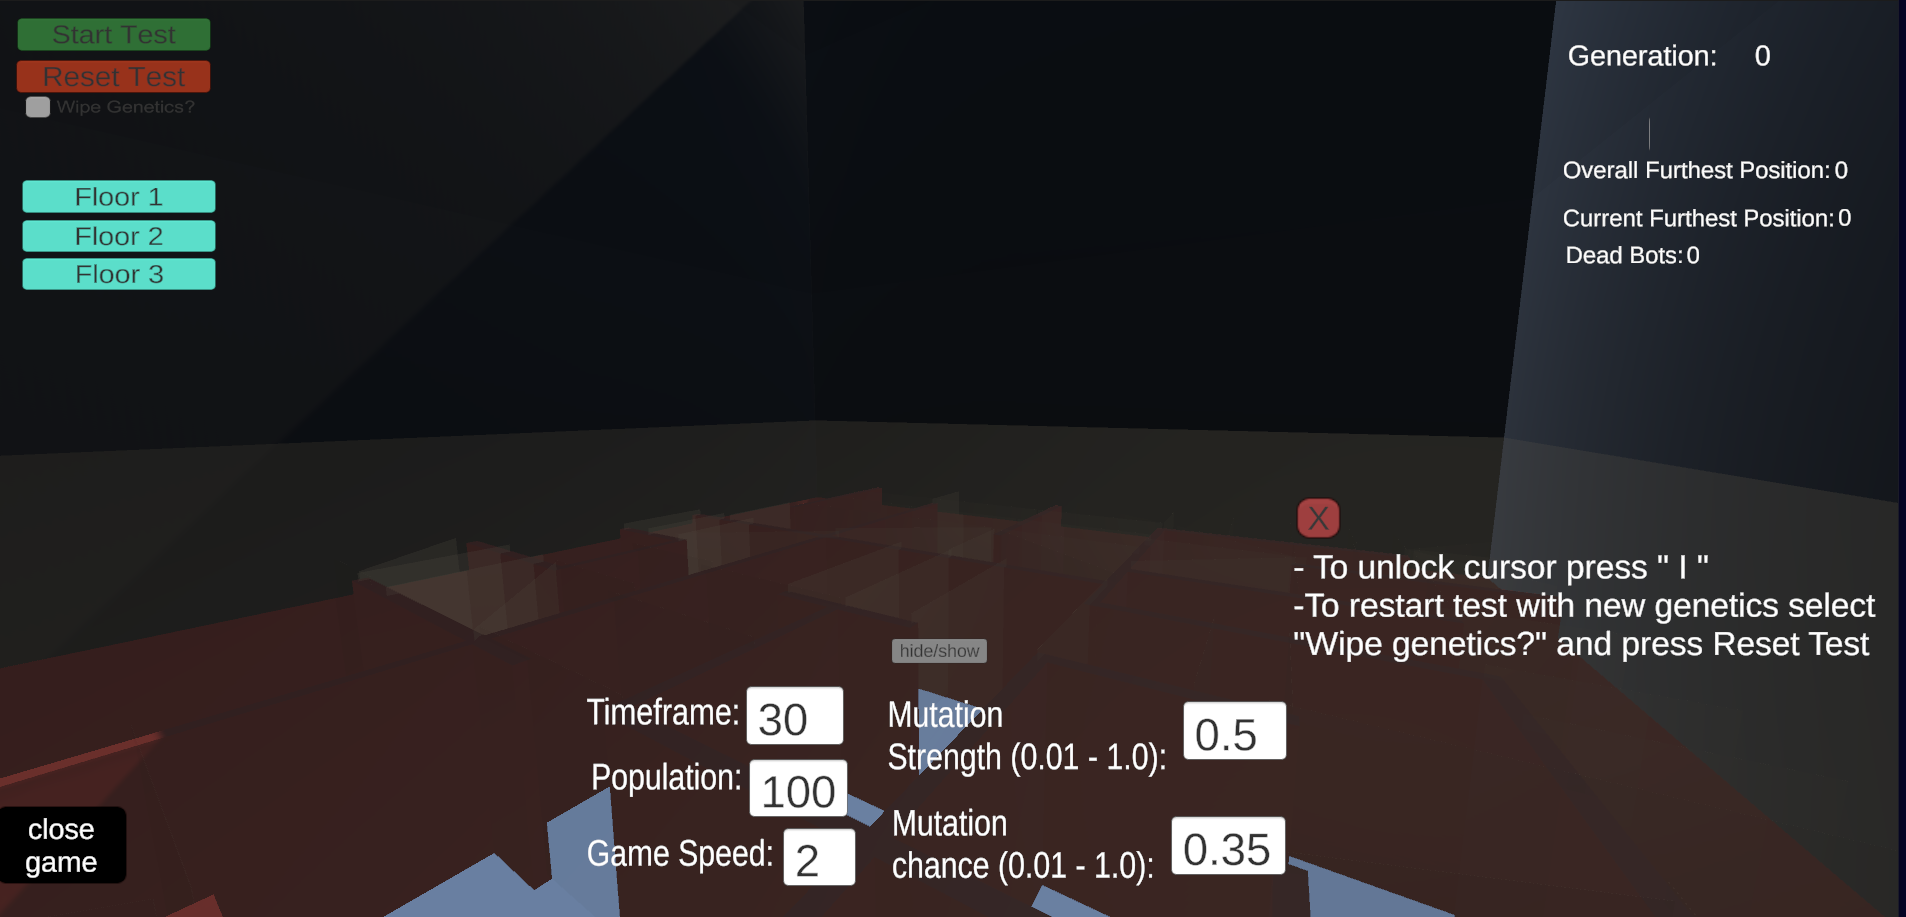 Start Test
Reset Test
Wipe Genetics?
Floor 1
Floor 2
Floor 3
Generation: 0
Overall Furthest Position: 0
Current Furthest Position: 0
Dead Bots: 0
X
- To unlock cursor press " I "
-To restart test with new genetics select
"Wipe genetics?" and press Reset Test
hide/show
Timeframe: 30
Population: 100
Game Speed: 2
Mutation
Strength (0.01 - 1.0): 0.5
Mutation
chance (0.01 - 1.0): 0.35
close
game